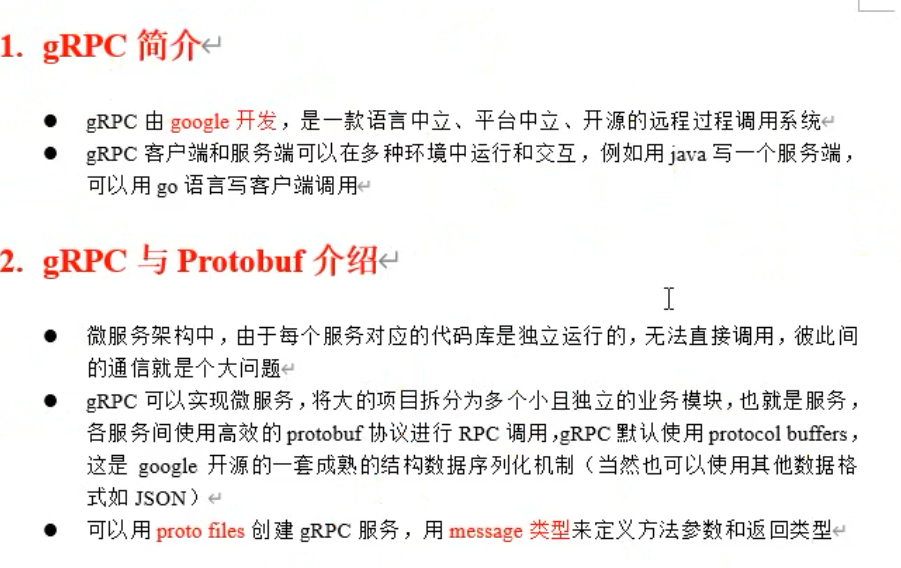 1. gRPC 简介
● gRPC 由 google 开发，是一款语言中立、平台中立、开源的远程过程调用系统
● gRPC 客户端和服务端可以在多种环境中运行和交互，例如用 java 写一个服务端，
可以用 go 语言写客户端调用
2. gRPC 与 Protobuf 介绍
● 微服务架构中，由于每个服务对应的代码库是独立运行的，无法直接调用，彼此间
的通信就是个大问题
● gRPC 可以实现微服务，将大的项目拆分为多个小且独立的业务模块，也就是服务，
各服务间使用高效的 protobuf 协议进行 RPC 调用，gRPC 默认使用 protocol buffers，
这是 google 开源的一套成熟的结构数据序列化机制（当然也可以使用其他数据格
式如 JSON）
● 可以用 proto files 创建 gRPC 服务，用 message 类型来定义方法参数和返回类型